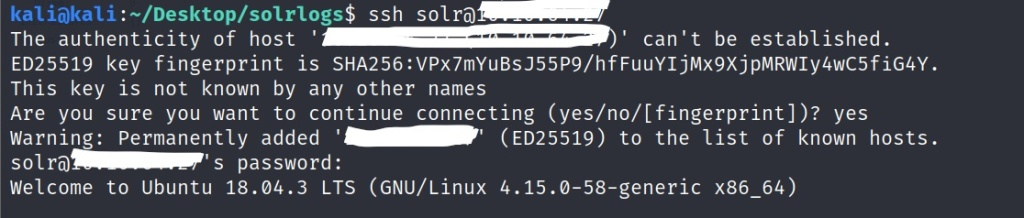 kali@kali:~/Desktop/solrlogs$ ssh solr@
The authenticity of host ' )' can't be established.
ED25519 key fingerprint is SHA256:VPx7mYuBsJ55P9/hfFuuYIjMx9XjpMRWIy4wC5fiG4Y.
This key is not known by any other names
Are you sure you want to continue connecting (yes/no/[fingerprint])? yes
Warning: Permanently added ' ' (ED25519) to the list of known hosts.
solr@ 's password:
Welcome to Ubuntu 18.04.3 LTS (GNU/Linux 4.15.0-58-generic x86_64)